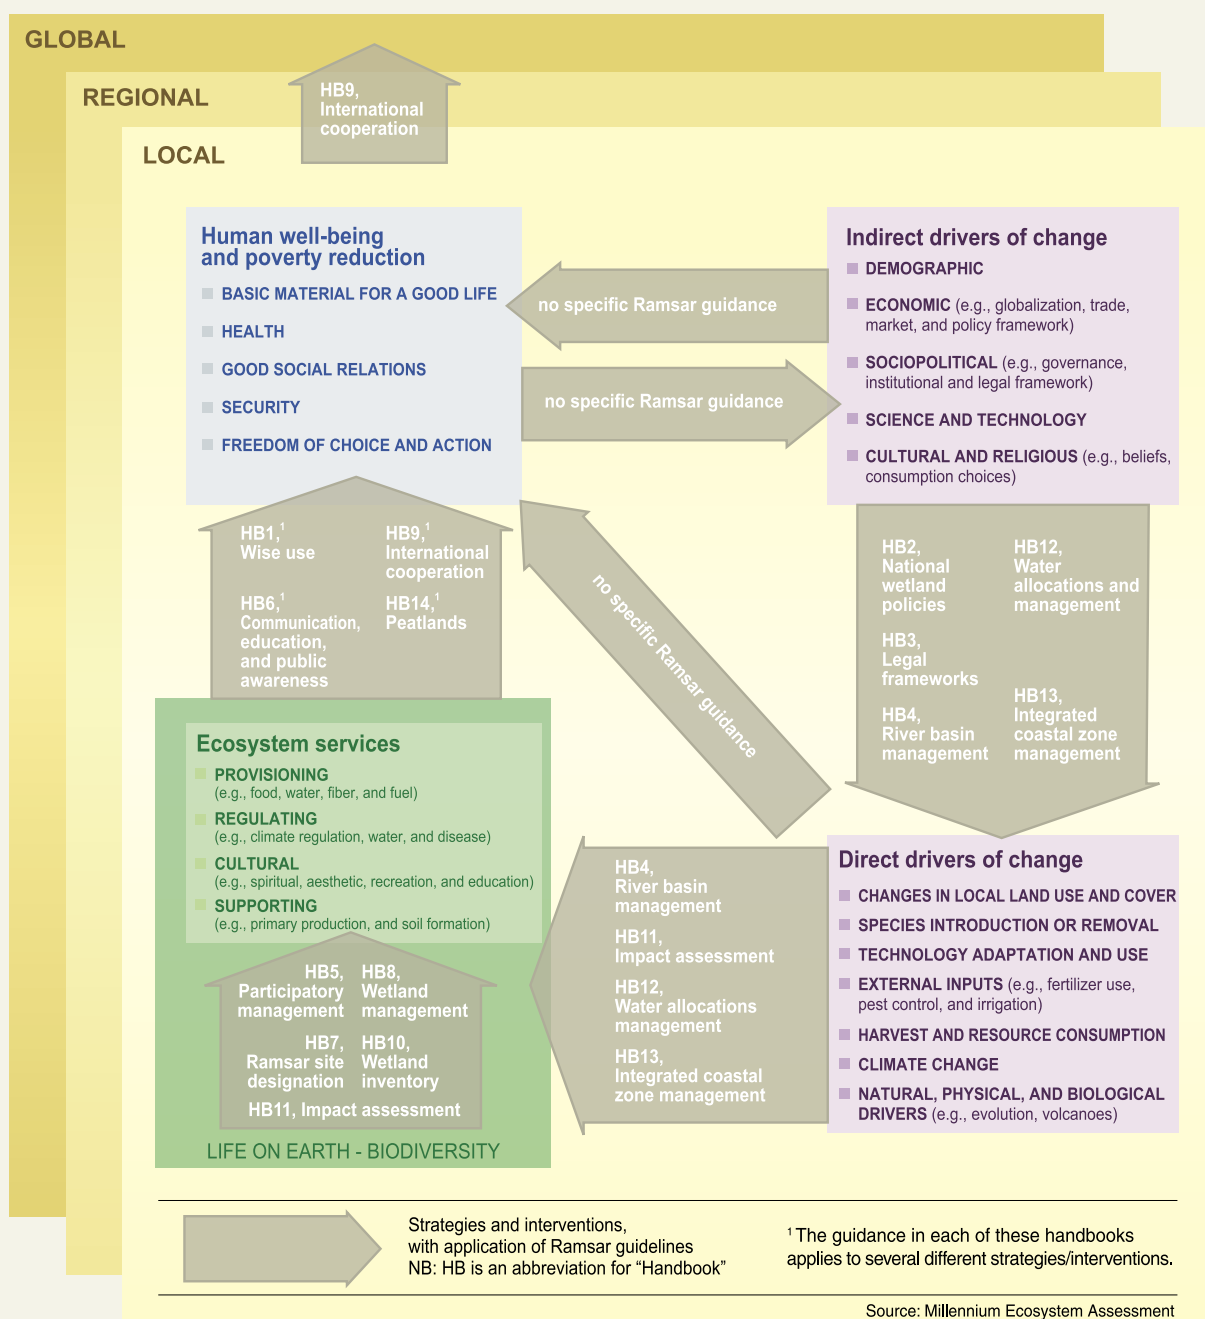 GLOBAL
REGIONAL
LOCAL
HB9,
International
cooperation
Human well-being
and poverty reduction
BASIC MATERIAL FOR A GOOD LIFE
HEALTH
GOOD SOCIAL RELATIONS
SECURITY
FREEDOM OF CHOICE AND ACTION
no specific Ramsar guidance
no specific Ramsar guidance
Indirect drivers of change
DEMOGRAPHIC
ECONOMIC (e.g., globalization, trade,
market, and policy framework)
SOCIOPOLITICAL (e.g., governance,
institutional and legal framework)
SCIENCE AND TECHNOLOGY
CULTURAL AND RELIGIOUS (e.g., beliefs,
consumption choices)
HB1,¹
Wise use
HB6,¹
Communication,
education,
and public
awareness
HB9,¹
International
cooperation
HB14,¹
Peatlands
no specific Ramsar guidance
HB2,
National
wetland
policies
HB3,
Legal
frameworks
HB4,
River basin
management
HB12,
Water
allocations and
management
HB13,
Integrated
coastal zone
management
Ecosystem services
PROVISIONING
(e.g., food, water, fiber, and fuel)
REGULATING
(e.g., climate regulation, water, and disease)
CULTURAL
(e.g., spiritual, aesthetic, recreation, and education)
SUPPORTING
(e.g., primary production, and soil formation)
HB5,
Participatory
management
HB7,
Ramsar site
designation
HB8,
Wetland
management
HB10,
Wetland
inventory
HB11, Impact assessment
LIFE ON EARTH - BIODIVERSITY
HB4,
River basin
management
HB11,
Impact assessment
HB12,
Water allocations
management
HB13,
Integrated coastal
zone management
Direct drivers of change
CHANGES IN LOCAL LAND USE AND COVER
SPECIES INTRODUCTION OR REMOVAL
TECHNOLOGY ADAPTATION AND USE
EXTERNAL INPUTS (e.g., fertilizer use,
pest control, and irrigation)
HARVEST AND RESOURCE CONSUMPTION
CLIMATE CHANGE
NATURAL, PHYSICAL, AND BIOLOGICAL
DRIVERS (e.g., evolution, volcanoes)
Strategies and interventions,
with application of Ramsar guidelines
NB: HB is an abbreviation for “Handbook”
¹ The guidance in each of these handbooks
applies to several different strategies/interventions.
Source: Millennium Ecosystem Assessment